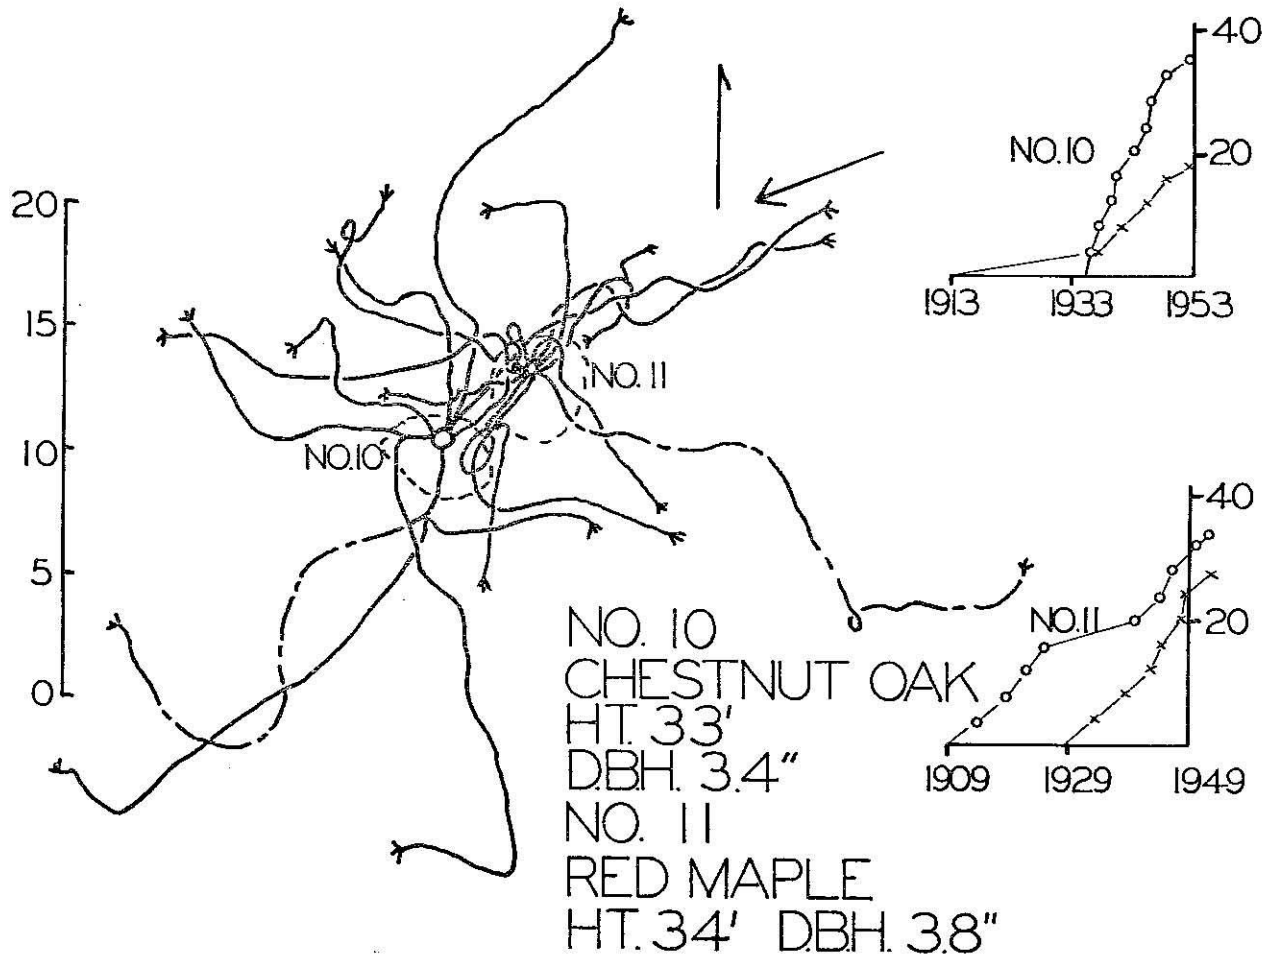 40
NO. 10
20
1913
1933
1953
20
15
10
5
0
NO. 11
NO. 10
40
NO. 11
20
1909
1929
1949
NO. 10
CHESTNUT OAK
HT. 33'
D.B.H. 3.4"
NO. 11
RED MAPLE
HT. 34' D.B.H. 3.8"